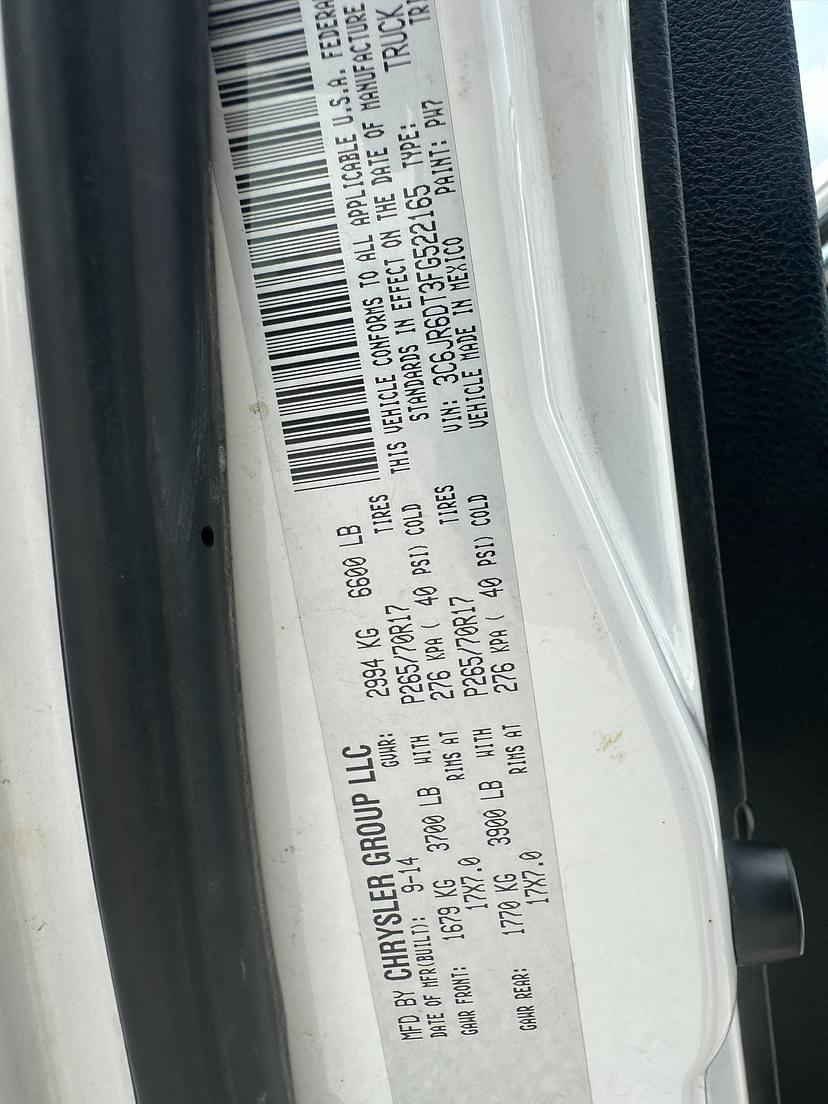 MFD BY CHRYSLER GROUP LLC
DATE OF MFR(BUILT): 9-14 GVWR: 2994 KG 6600 LB
GAWR FRONT: 1679 KG 3700 LB WITH P265/70R17 TIRES
17X7.0 RIMS AT 276 KPA ( 40 PSI) COLD
GAWR REAR: 1770 KG 3900 LB WITH P265/70R17 TIRES
17X7.0 RIMS AT 276 KPA ( 40 PSI) COLD
THIS VEHICLE CONFORMS TO ALL APPLICABLE U.S.A.
STANDARDS IN EFFECT ON THE DATE OF MANUFACTURE
VIN: 3C6JR6DT3FG522165 TYPE: TRUCK
VEHICLE MADE IN MEXICO PAINT: PW7